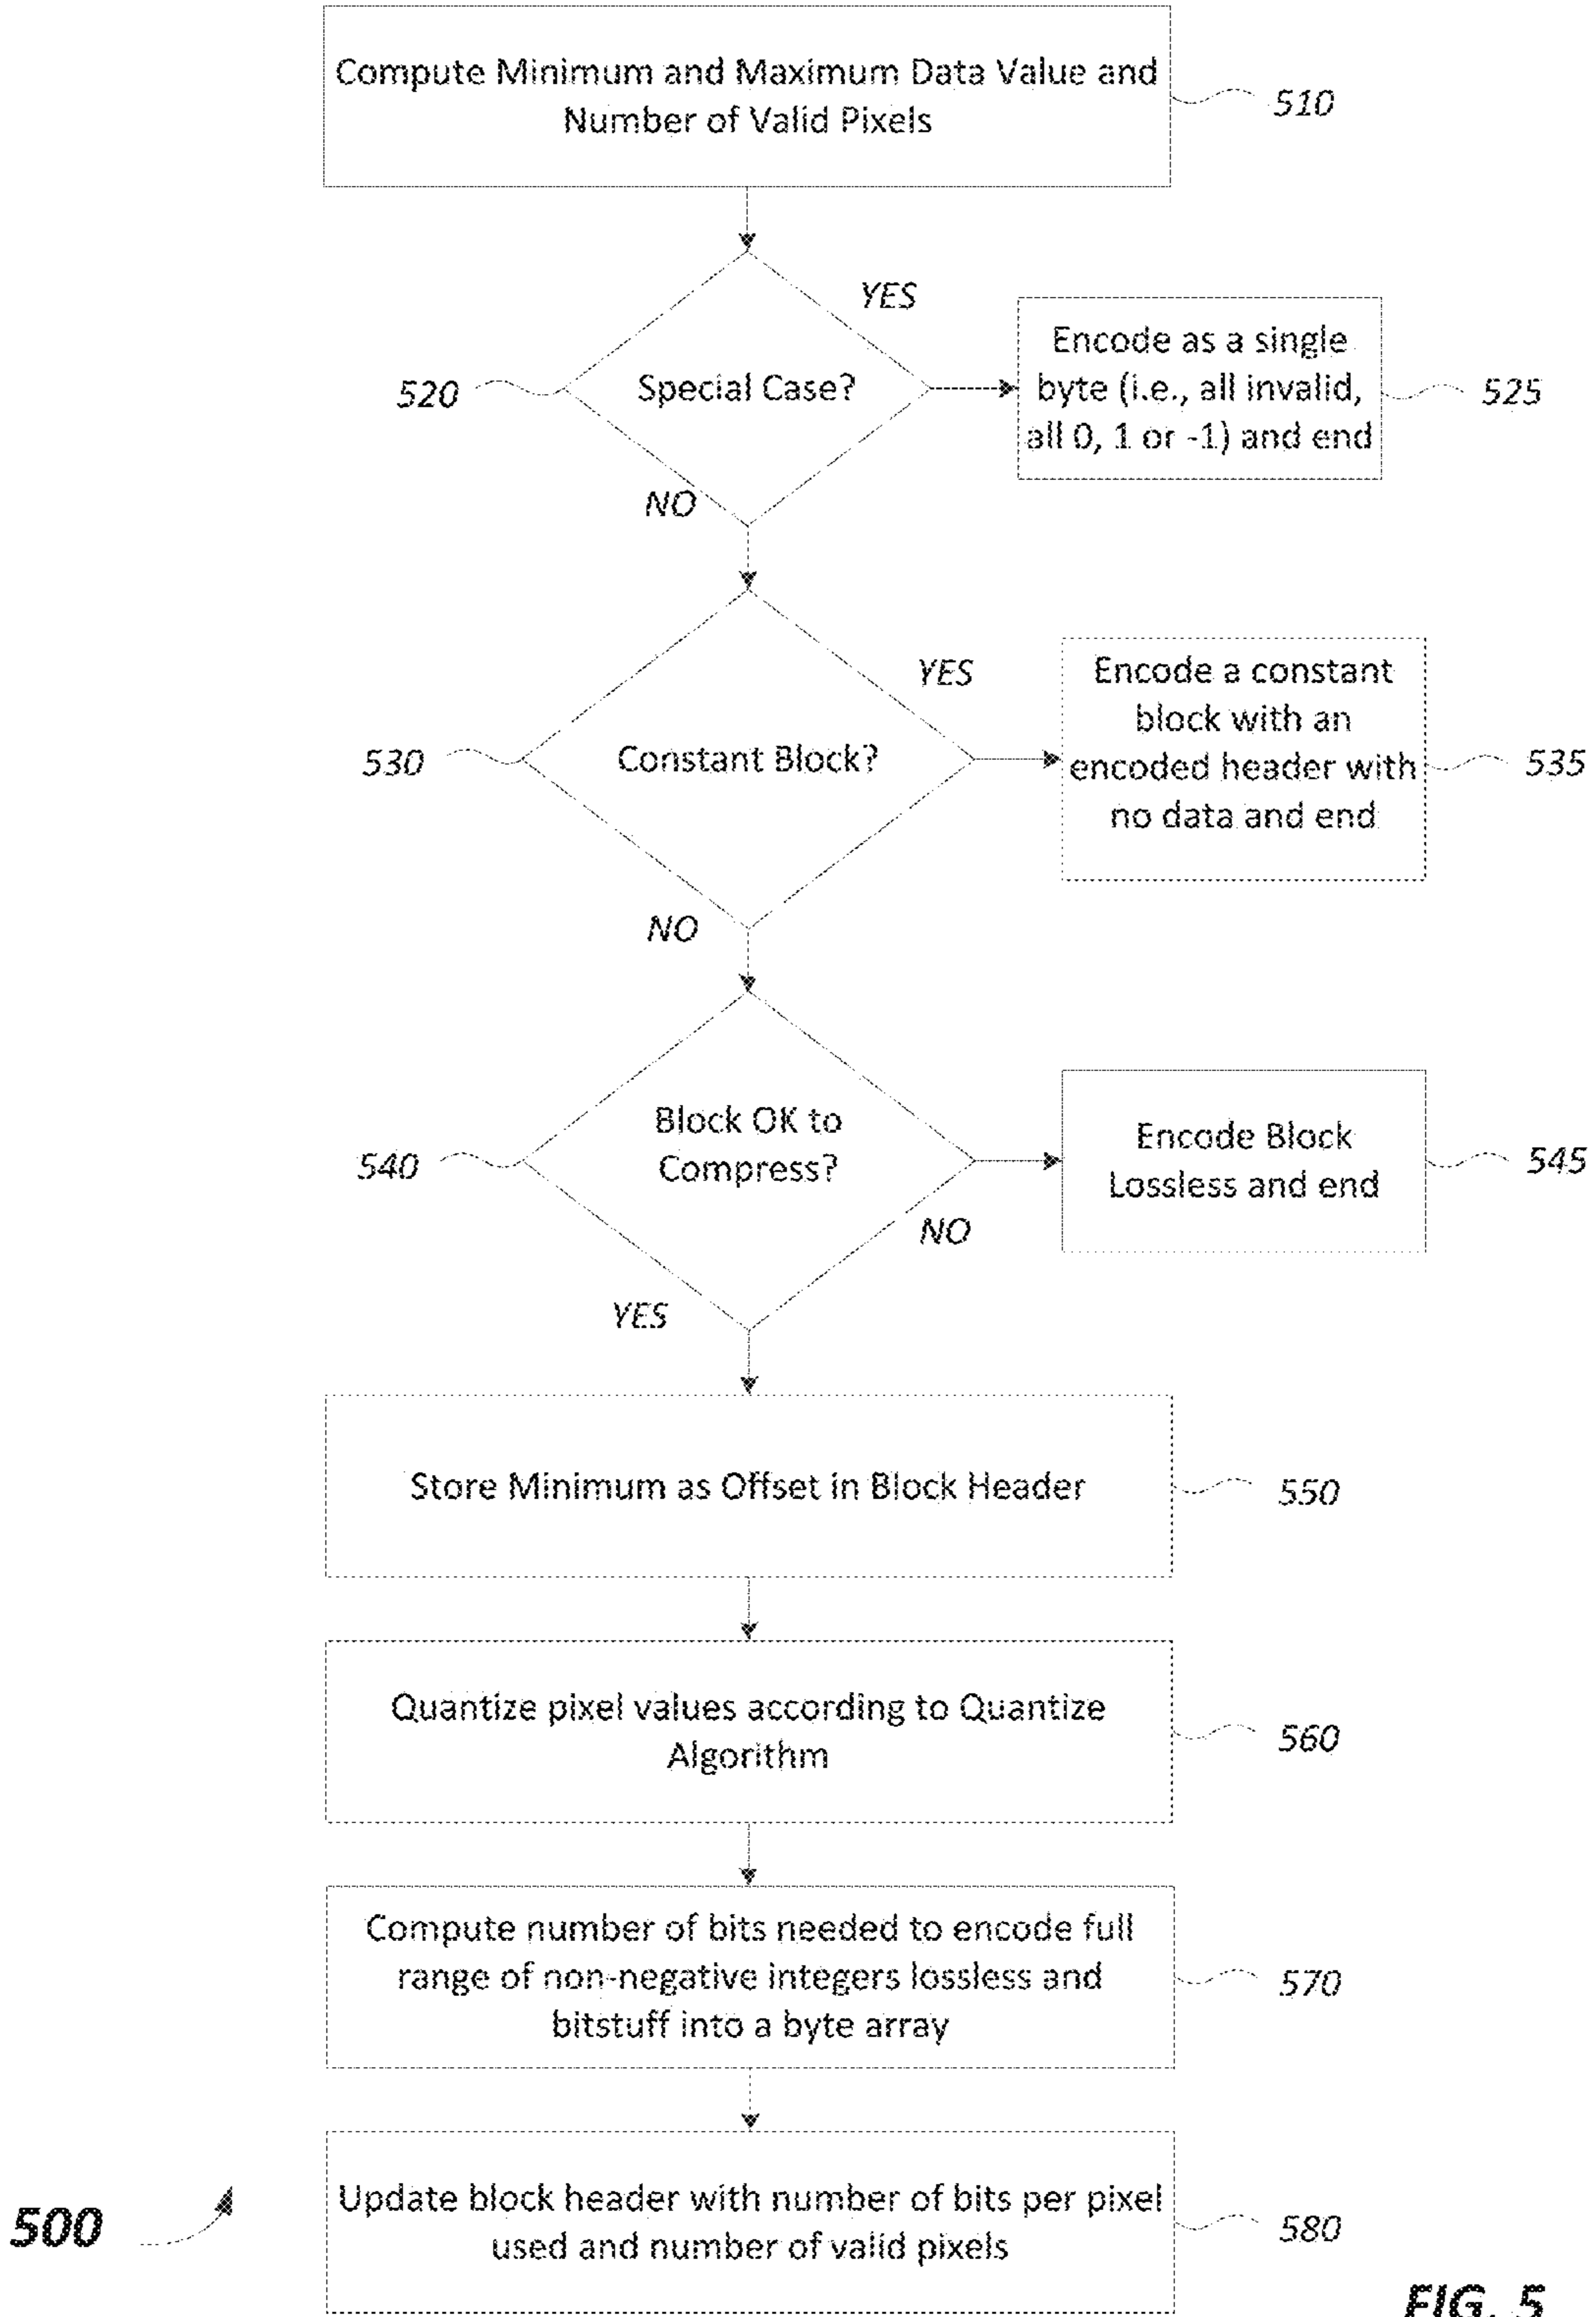 Compute Minimum and Maximum Data Value and
Number of Valid Pixels
510
YES
520
Special Case?
Encode as a single
byte (i.e., all invalid,
all 0, 1 or -1) and end
525
NO
YES
530
Constant Block?
Encode a constant
block with an
encoded header with
no data and end
535
NO
540
Block OK to
Compress?
Encode Block
Lossless and end
545
NO
YES
Store Minimum as Offset in Block Header
550
Quantize pixel values according to Quantize
Algorithm
560
Compute number of bits needed to encode full
range of non-negative integers lossless and
bitstuff into a byte array
570
500
Update block header with number of bits per pixel
used and number of valid pixels
580
FIG. 5